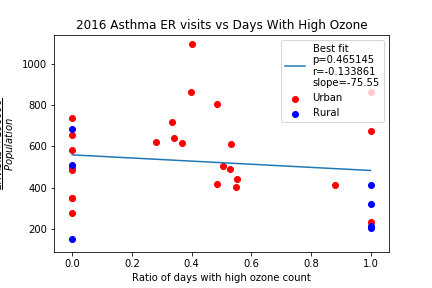 2016 Asthma ER visits vs Days With High Ozone
Best fit
p=0.465145
r=-0.133861
slope=-75.55
Urban
Rural
1000
800
600
400
200
Population
0.0 0.2 0.4 0.6 0.8 1.0
Ratio of days with high ozone count